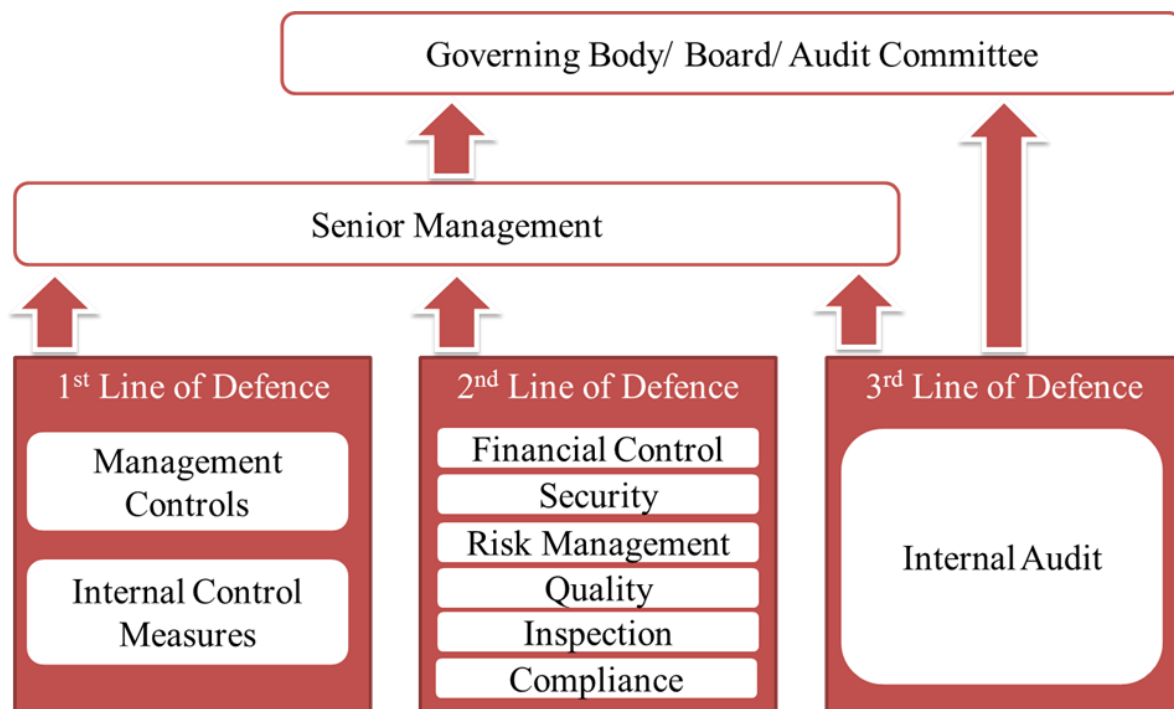 Governing Body/ Board/ Audit Committee
Senior Management
1st Line of Defence
Management
Controls
Internal Control
Measures
2nd Line of Defence
Financial Control
Security
Risk Management
Quality
Inspection
Compliance
3rd Line of Defence
Internal Audit